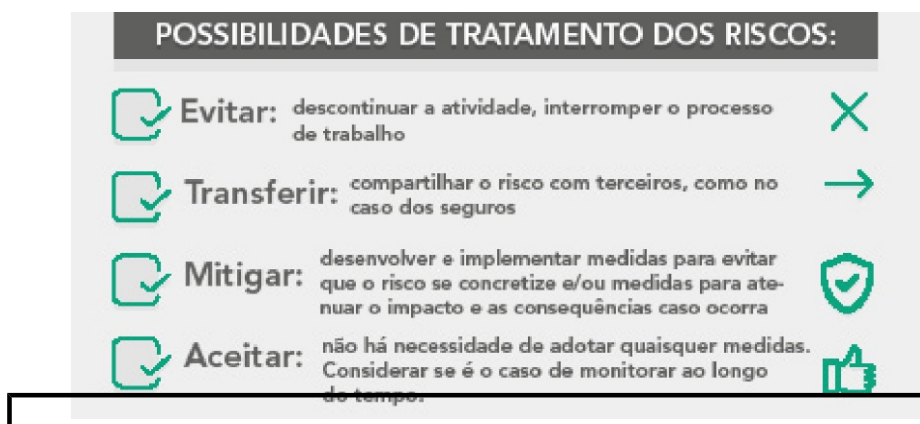 POSSIBILIDADES DE TRATAMENTO DOS RISCOS:
Evitar: descontinuar a atividade, interromper o processo
de trabalho
Transferir: compartilhar o risco com terceiros, como no
caso dos seguros
Mitigar: desenvolver e implementar medidas para evitar
que o risco se concretize e/ou medidas para ate-
nuar o impacto e as consequências caso ocorra
Aceitar: não há necessidade de adotar quaisquer medidas.
Considerar se é o caso de monitorar ao longo
do tempo.